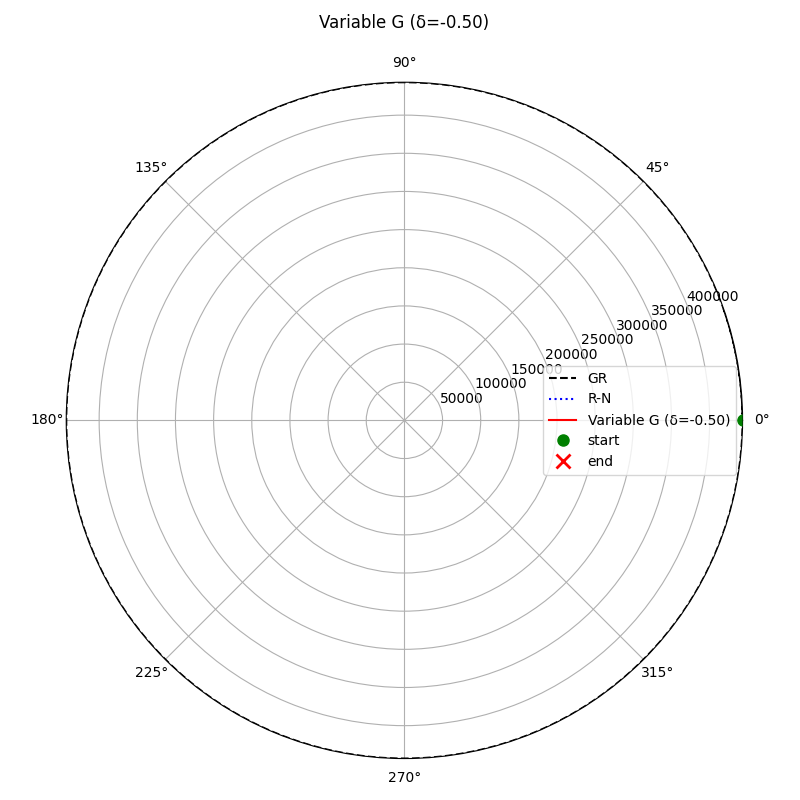 Variable G (δ=-0.50)
90°
135°
45°
400000
350000
300000
250000
200000
150000
100000
50000
GR
R-N
180°
Variable G (δ=-0.50)
0°
start
end
225°
315°
270°